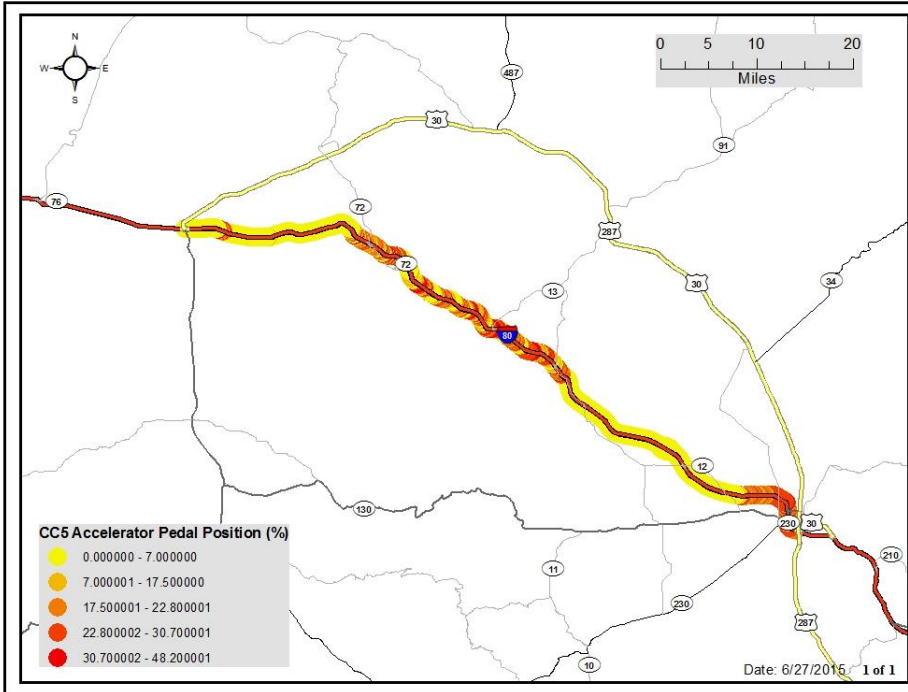 N
W E
S
0 5 10 20
Miles
487
30
91
76
72
287
72
30
34
13
80
12
130
230 30
210
11
230
287
10
CC5 Accelerator Pedal Position (%)
0.000000 - 7.000000
7.000001 - 17.500000
17.500001 - 22.800001
22.800002 - 30.700001
30.700002 - 48.200001
Date: 6/27/2015 1 of 1